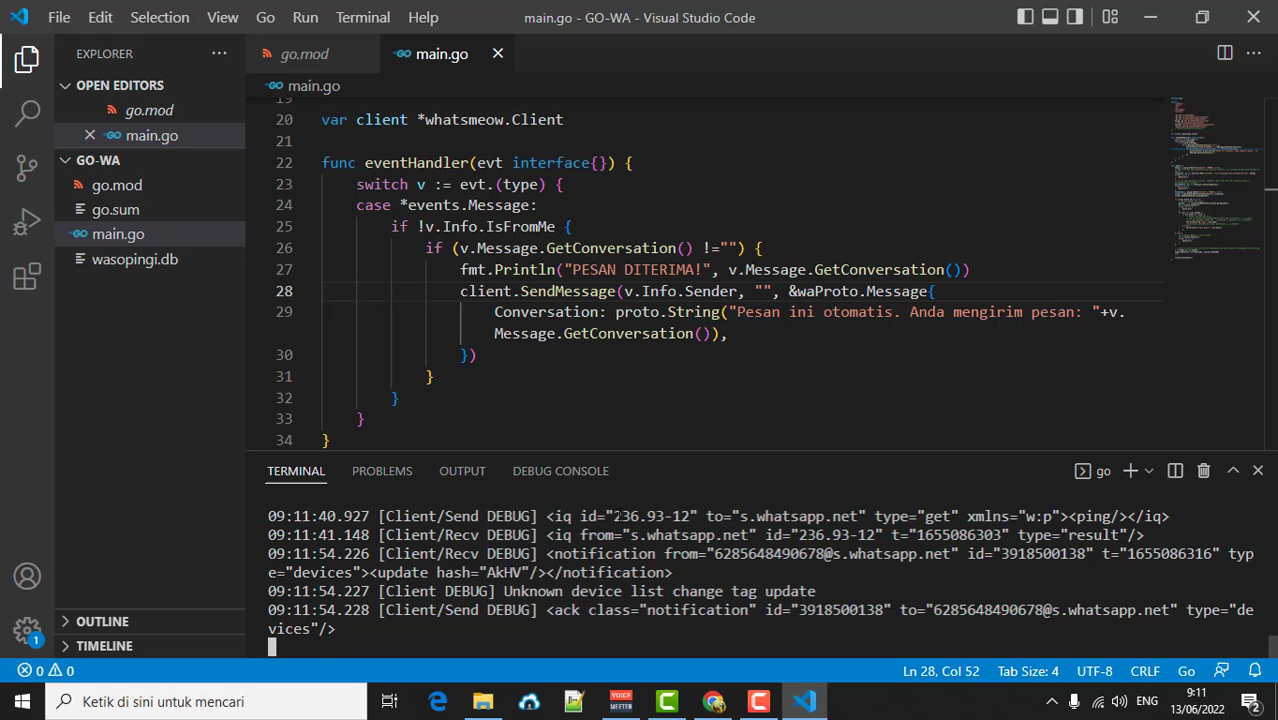 File Edit Selection View Go Run Terminal Help main.go - GO-WA - Visual Studio Code
EXPLORER
OPEN EDITORS
go.mod
main.go
GO-WA
go.mod
go.sum
main.go
wasopingi.db
OUTLINE
TIMELINE
go.mod main.go
main.go
19
20 var client *whatsmeow.Client
21
22 func eventHandler(evt interface{}) {
23 switch v := evt.(type) {
24 case *events.Message:
25 if !v.Info.IsFromMe {
26 if (v.Message.GetConversation() !="") {
27 fmt.Println("PESAN DITERIMA!", v.Message.GetConversation())
28 client.SendMessage(v.Info.Sender, "", &waProto.Message{
29 Conversation: proto.String("Pesan ini otomatis. Anda mengirim pesan: "+v.
Message.GetConversation()),
30 })
31 }
32 }
33 }
34 }
TERMINAL PROBLEMS OUTPUT DEBUG CONSOLE go
09:11:40.927 [Client/Send DEBUG] <iq id="236.93-12" to="s.whatsapp.net" type="get" xmlns="w:p"><ping/></iq>
09:11:41.148 [Client/Recv DEBUG] <iq from="s.whatsapp.net" id="236.93-12" t="1655086303" type="result"/>
09:11:54.226 [Client/Recv DEBUG] <notification from="6285648490678@s.whatsapp.net" id="3918500138" t="1655086316" typ
e="devices"><update hash="AkHV"/></notification>
09:11:54.227 [Client DEBUG] Unknown device list change tag update
09:11:54.228 [Client/Send DEBUG] <ack class="notification" id="3918500138" to="6285648490678@s.whatsapp.net" type="de
vices"/>
0 0 Ln 28, Col 52 Tab Size: 4 UTF-8 CRLF Go
1
Ketik di sini untuk mencari
VOICE
MEETER
ENG
9:11
13/06/2022
2